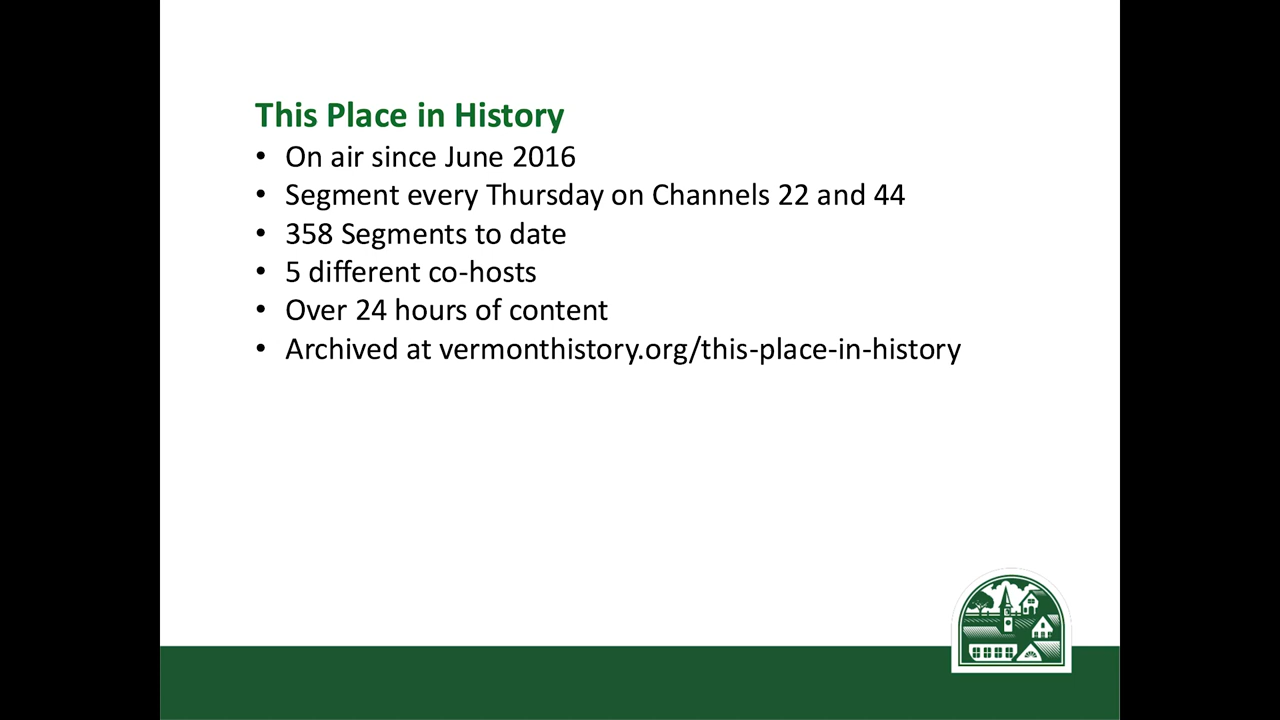 This Place in History
• On air since June 2016
• Segment every Thursday on Channels 22 and 44
• 358 Segments to date
• 5 different co-hosts
• Over 24 hours of content
• Archived at vermonthistory.org/this-place-in-history